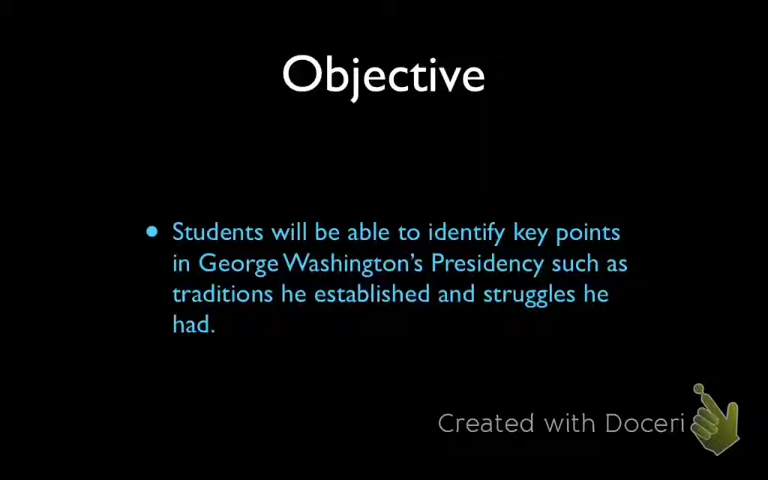 Objective
• Students will be able to identify key points
in George Washington's Presidency such as
traditions he established and struggles he
had.
Created with Doceri